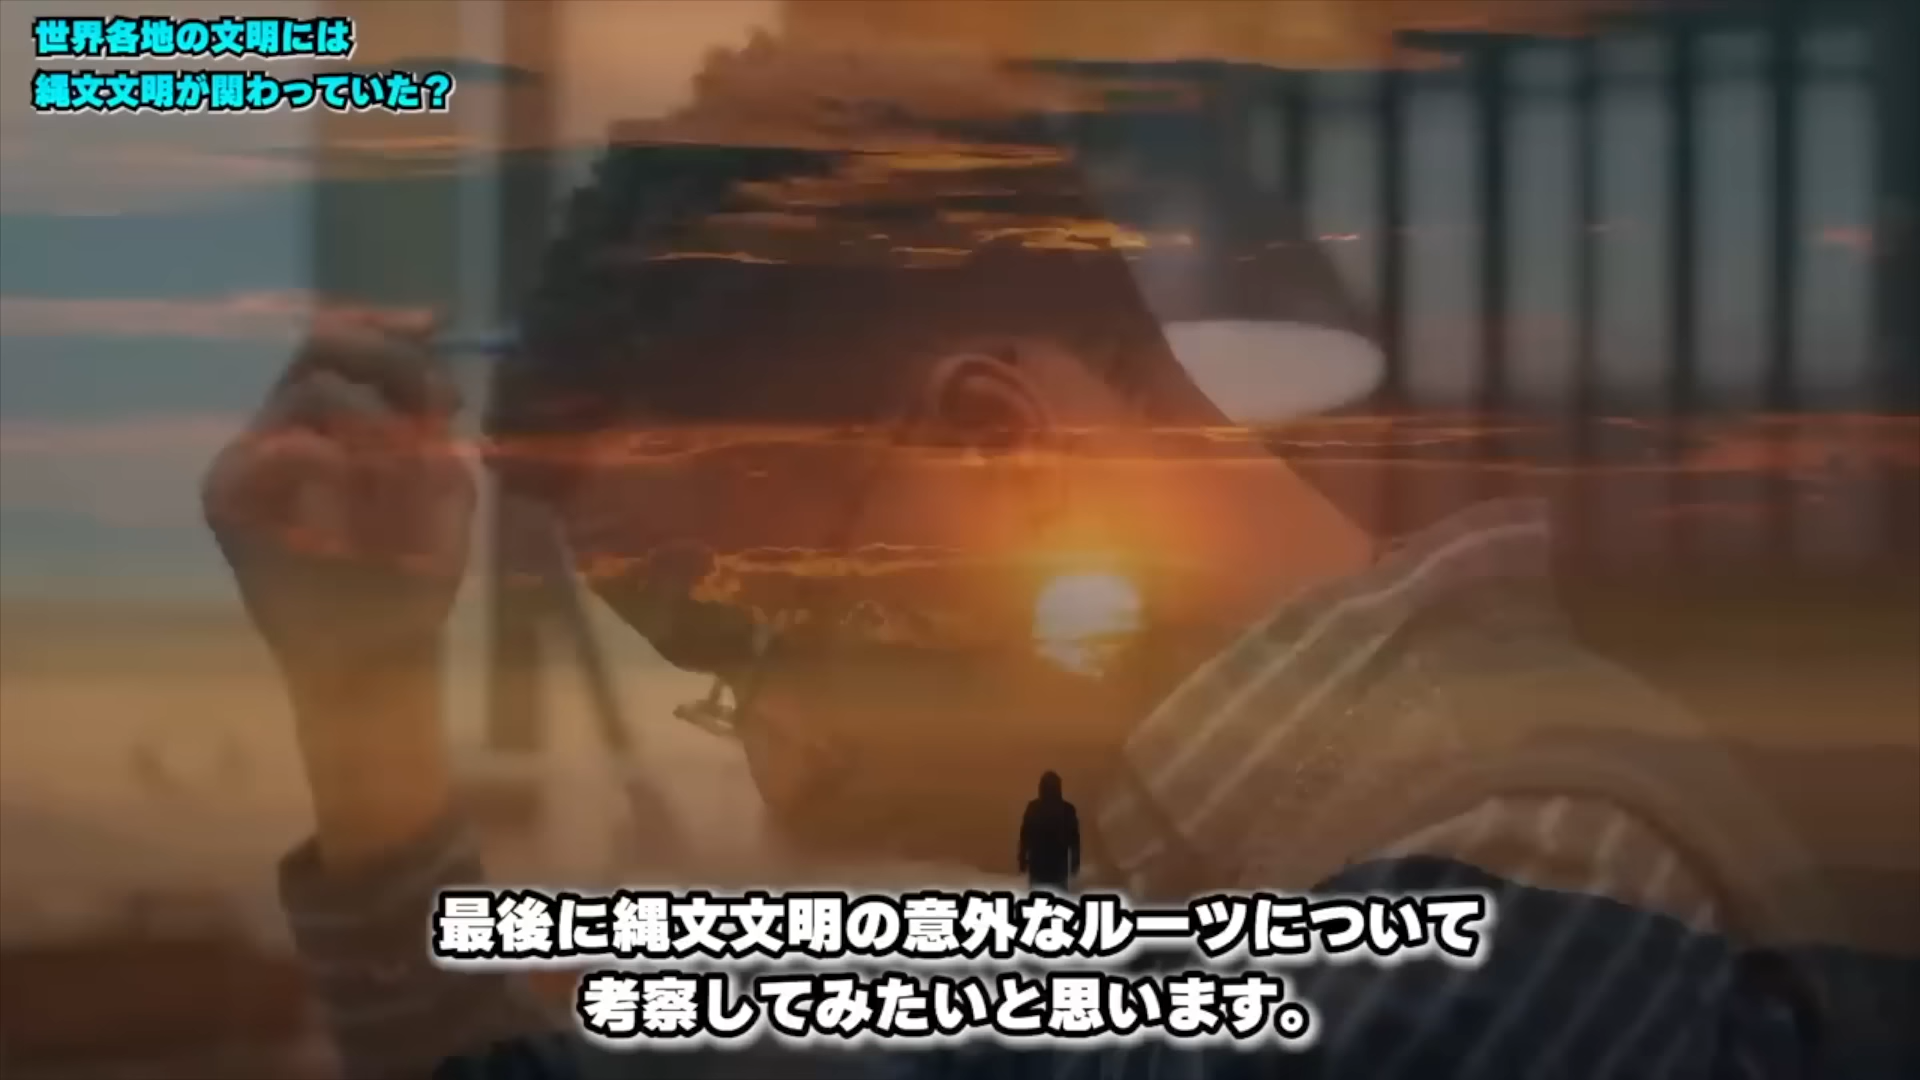 世界各地の文明には
縄文文明が関わっていた？
最後に縄文文明の意外なルーツについて
考察してみたいと思います。